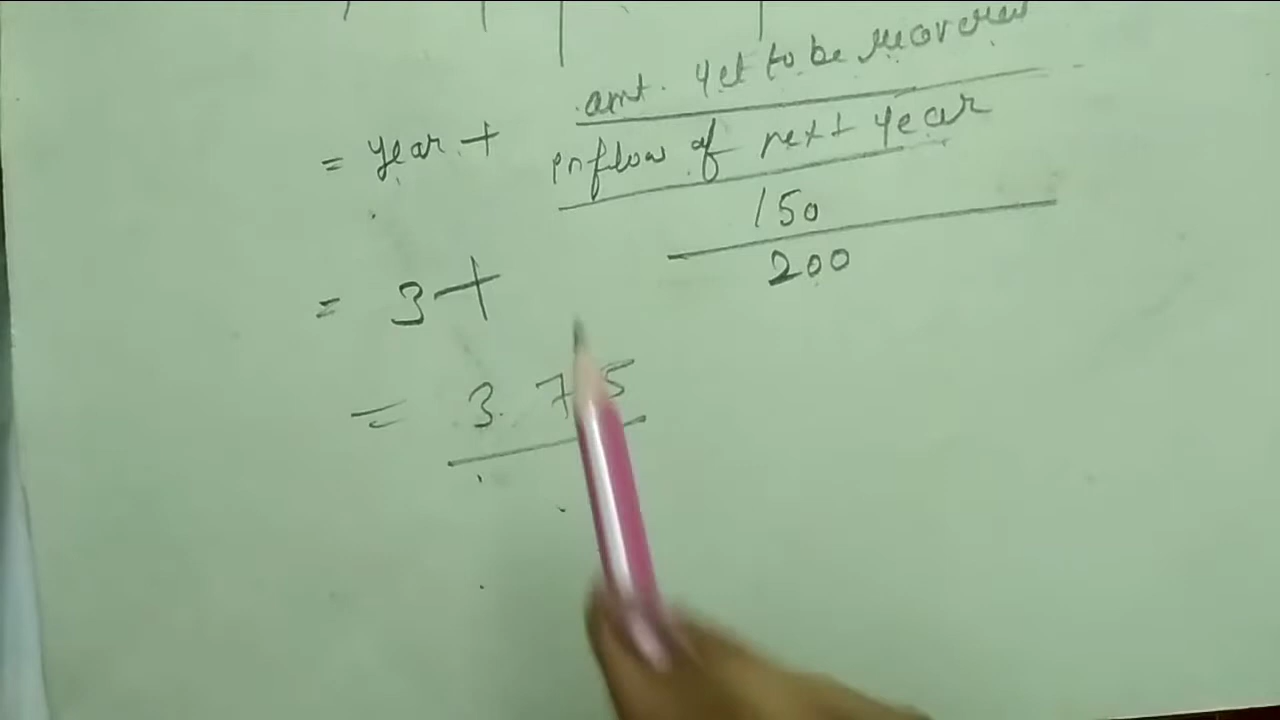 amt. yet to be recovered
= year +
inflow of next year
150
= 3 +
200
= 3.75